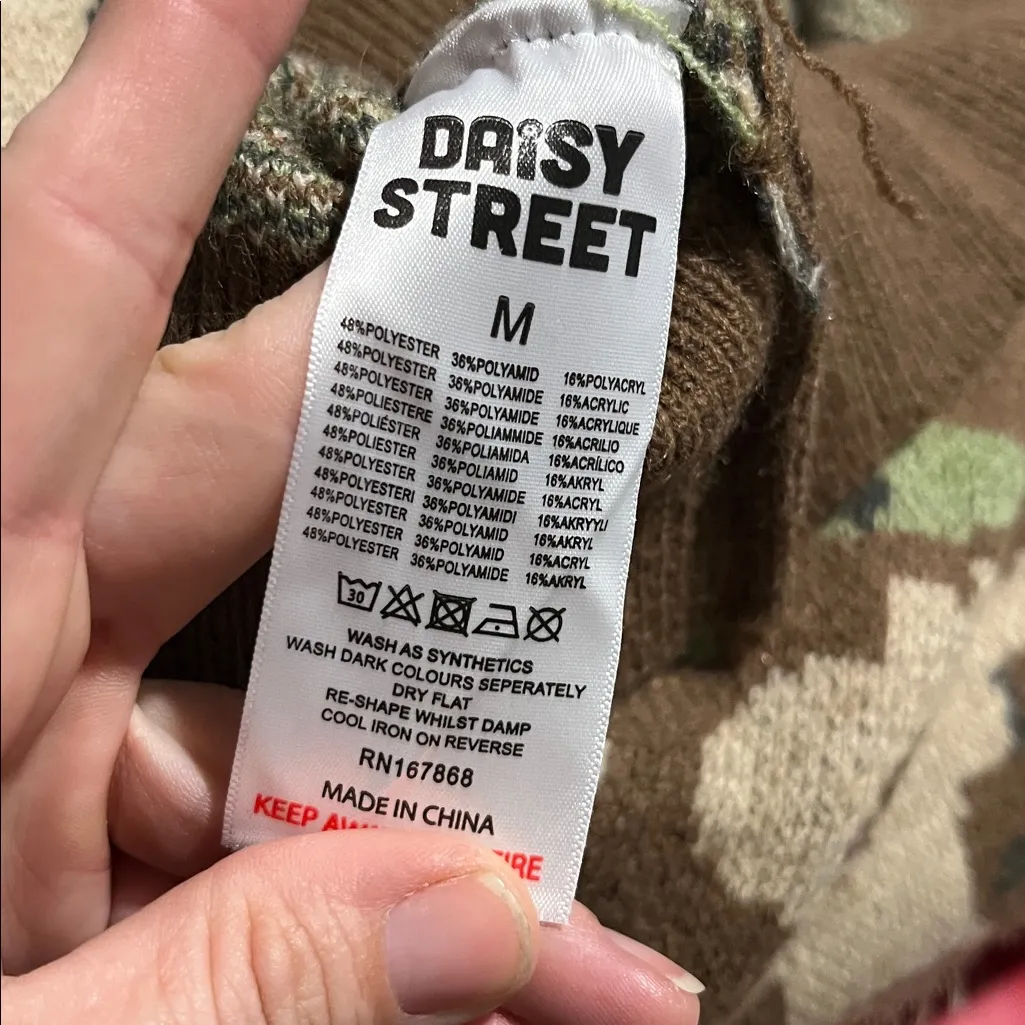 DAiSY
STREET
M
48%POLYESTER 36%POLYAMID 16%POLYACRYL
48%POLYESTER 36%POLYAMIDE 16%ACRYLIC
48%POLYESTER 36%POLYAMIDE 16%ACRYLIQUE
48%POLIESTERE 36%POLIAMMIDE 16%ACRILIO
48%POLIÉSTER 36%POLIAMIDA 16%ACRÍLICO
48%POLIESTER 36%POLIAMID 16%AKRYL
48%POLYESTER 36%POLYAMIDE 16%ACRYL
48%POLYESTERI 36%POLYAMIDI 16%AKRYYLI
48%POLYESTER 36%POLYAMID 16%AKRYL
48%POLYESTER 36%POLYAMID 16%ACRYL
48%POLYESTER 36%POLYAMIDE 16%AKRYL
30
WASH AS SYNTHETICS
WASH DARK COLOURS SEPERATELY
DRY FLAT
RE-SHAPE WHILST DAMP
COOL IRON ON REVERSE
RN167868
MADE IN CHINA
KEEP